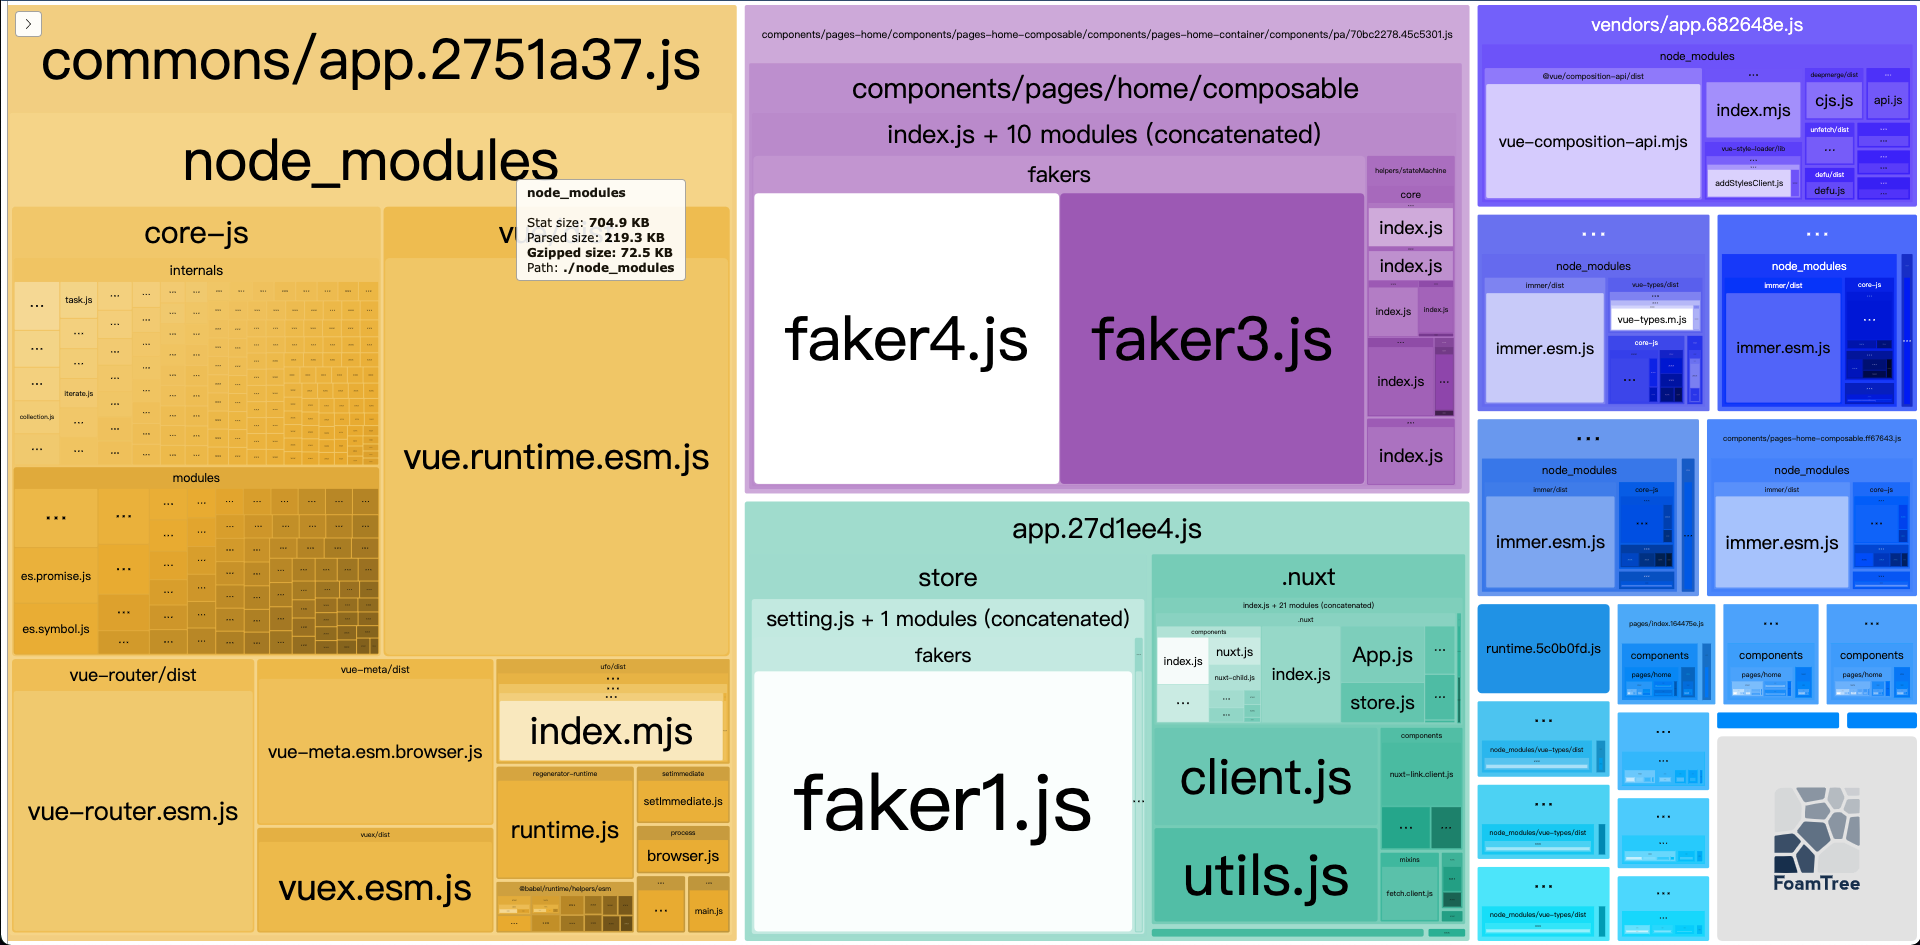 commons/app.2751a37.js
node_modules
node_modules
Stat size: 704.9 KB
Parsed size: 219.3 KB
Gzipped size: 72.5 KB
Path: ./node_modules
core-js
internals
...
task.js
iterate.js
collection.js
modules
...
es.promise.js
es.symbol.js
vue.runtime.esm.js
vue-router/dist
vue-router.esm.js
vue-meta/dist
vue-meta.esm.browser.js
vuex/dist
vuex.esm.js
ufo/dist
...
...
...
index.mjs
regenerator-runtime
runtime.js
setimmediate
setImmediate.js
process
browser.js
@babel/runtime/helpers/esm
...
...
main.js
components/pages-home/components/pages-home-composable/components/pages-home-container/components/pa/70bc2278.45c5301.js
components/pages/home/composable
index.js + 10 modules (concatenated)
fakers
faker4.js
faker3.js
helpers/stateMachine
core
...
index.js
index.js
index.js
index.js
...
index.js
...
...
index.js
app.27d1ee4.js
store
setting.js + 1 modules (concatenated)
fakers
faker1.js
...
.nuxt
index.js + 21 modules (concatenated)
.nuxt
components
index.js
nuxt.js
nuxt-child.js
...
index.js
App.js
store.js
...
...
client.js
utils.js
components
nuxt-link.client.js
...
...
mixins
fetch.client.js
vendors/app.682648e.js
node_modules
@vue/composition-api/dist
vue-composition-api.mjs
...
index.mjs
vue-style-loader/lib
...
addStylesClient.js
deepmerge/dist
cjs.js
...
api.js
unfetch/dist
...
defu/dist
defu.js
...
node_modules
immer/dist
immer.esm.js
vue-types/dist
...
vue-types.m.js
core-js
...
...
node_modules
immer/dist
immer.esm.js
core-js
...
...
node_modules
immer/dist
immer.esm.js
core-js
...
components/pages-home-composable.ff67643.js
node_modules
immer/dist
immer.esm.js
core-js
...
runtime.5c0b0fd.js
pages/index.164475e.js
components
pages/home
...
components
pages/home
...
components
pages/home
...
node_modules/vue-types/dist
...
...
...
...
node_modules/vue-types/dist
...
...
...
...
node_modules/vue-types/dist
...
...
...
FoamTree